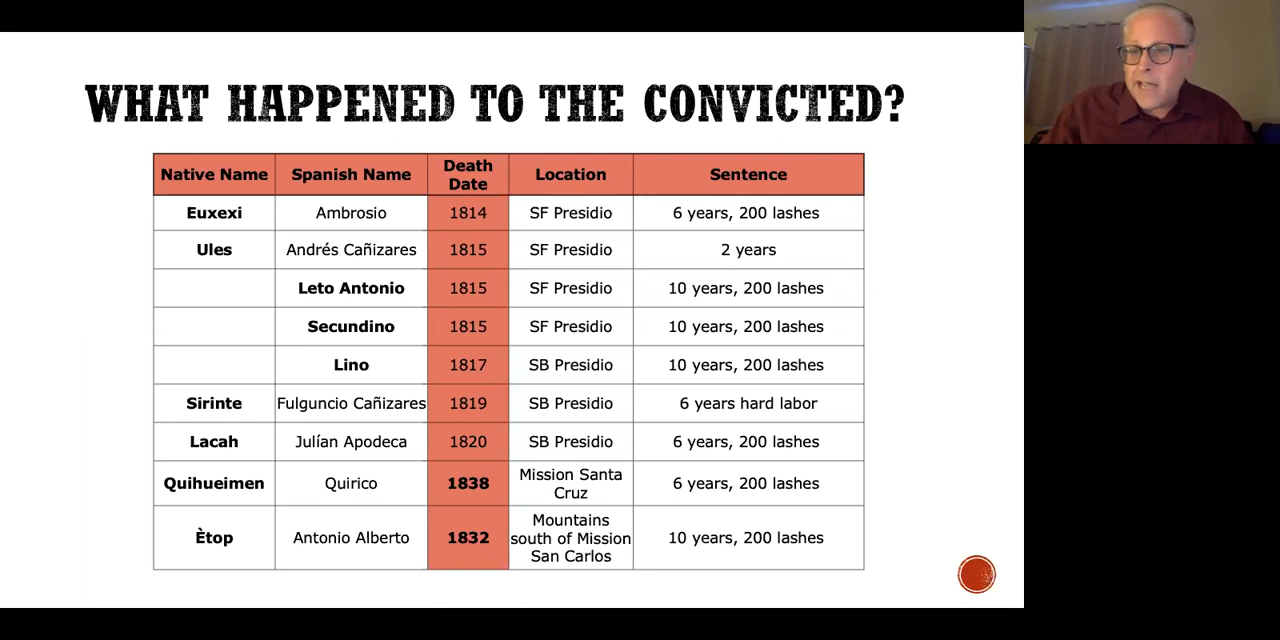 WHAT HAPPENED TO THE CONVICTED?
Native Name Spanish Name Death Date Location Sentence
Euxexi Ambrosio 1814 SF Presidio 6 years, 200 lashes
Ules Andrés Cañizares 1815 SF Presidio 2 years
Leto Antonio 1815 SF Presidio 10 years, 200 lashes
Secundino 1815 SF Presidio 10 years, 200 lashes
Lino 1817 SB Presidio 10 years, 200 lashes
Sirinte Fulguncio Cañizares 1819 SB Presidio 6 years hard labor
Lacah Julían Apodeca 1820 SB Presidio 6 years, 200 lashes
Quihueimen Quirico 1838 Mission Santa Cruz 6 years, 200 lashes
Ètop Antonio Alberto 1832 Mountains south of Mission San Carlos 10 years, 200 lashes